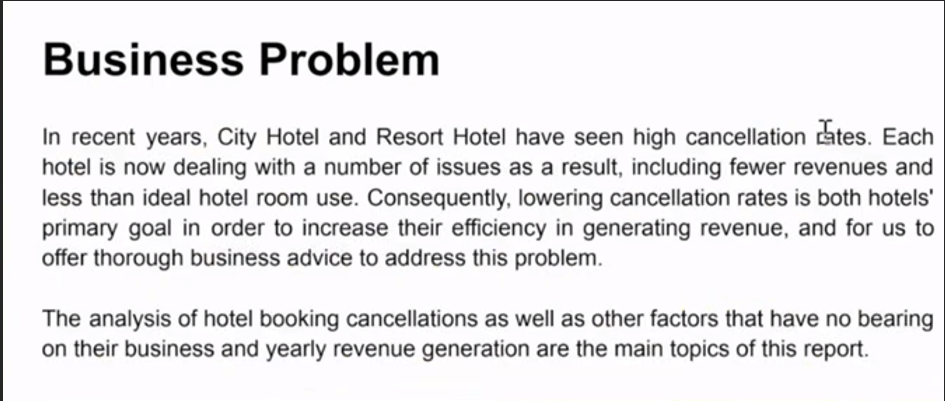 Business Problem
In recent years, City Hotel and Resort Hotel have seen high cancellation rates. Each
hotel is now dealing with a number of issues as a result, including fewer revenues and
less than ideal hotel room use. Consequently, lowering cancellation rates is both hotels'
primary goal in order to increase their efficiency in generating revenue, and for us to
offer thorough business advice to address this problem.
The analysis of hotel booking cancellations as well as other factors that have no bearing
on their business and yearly revenue generation are the main topics of this report.